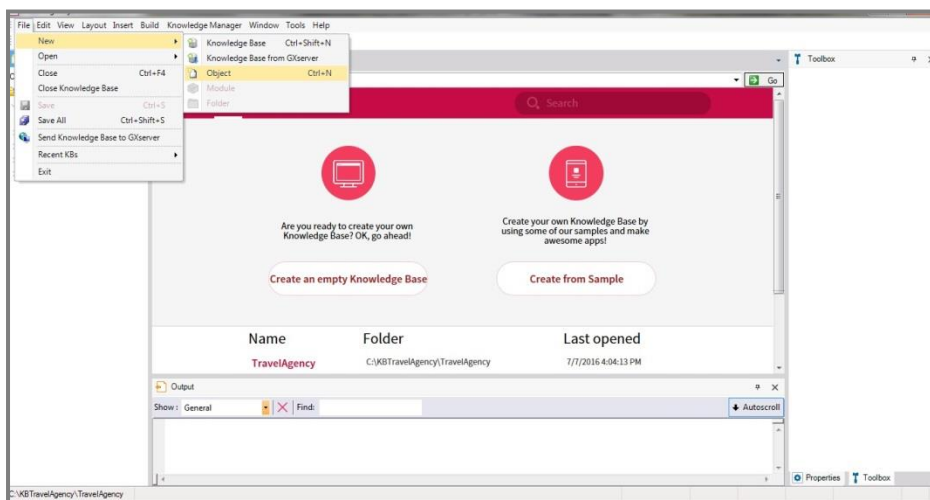 File Edit View Layout Insert Build Knowledge Manager Window Tools Help
New
Open
Close Ctrl+F4
Close Knowledge Base
Save Ctrl+S
Save All Ctrl+Shift+S
Send Knowledge Base to GXserver
Recent KBs
Exit
Knowledge Base Ctrl+Shift+N
Knowledge Base from GXserver
Object Ctrl+N
Module
Folder
Toolbox
Go
Search
Are you ready to create your own
Knowledge Base? OK, go ahead!
Create an empty Knowledge Base
Create your own Knowledge Base by
using some of our samples and make
awesome apps!
Create from Sample
Name Folder Last opened
TravelAgency C:\KBTravelAgency\TravelAgency 7/7/2016 4:04:13 PM
Output
Show: General Find: Autoscroll
Properties Toolbox
C:\KBTravelAgency\TravelAgency